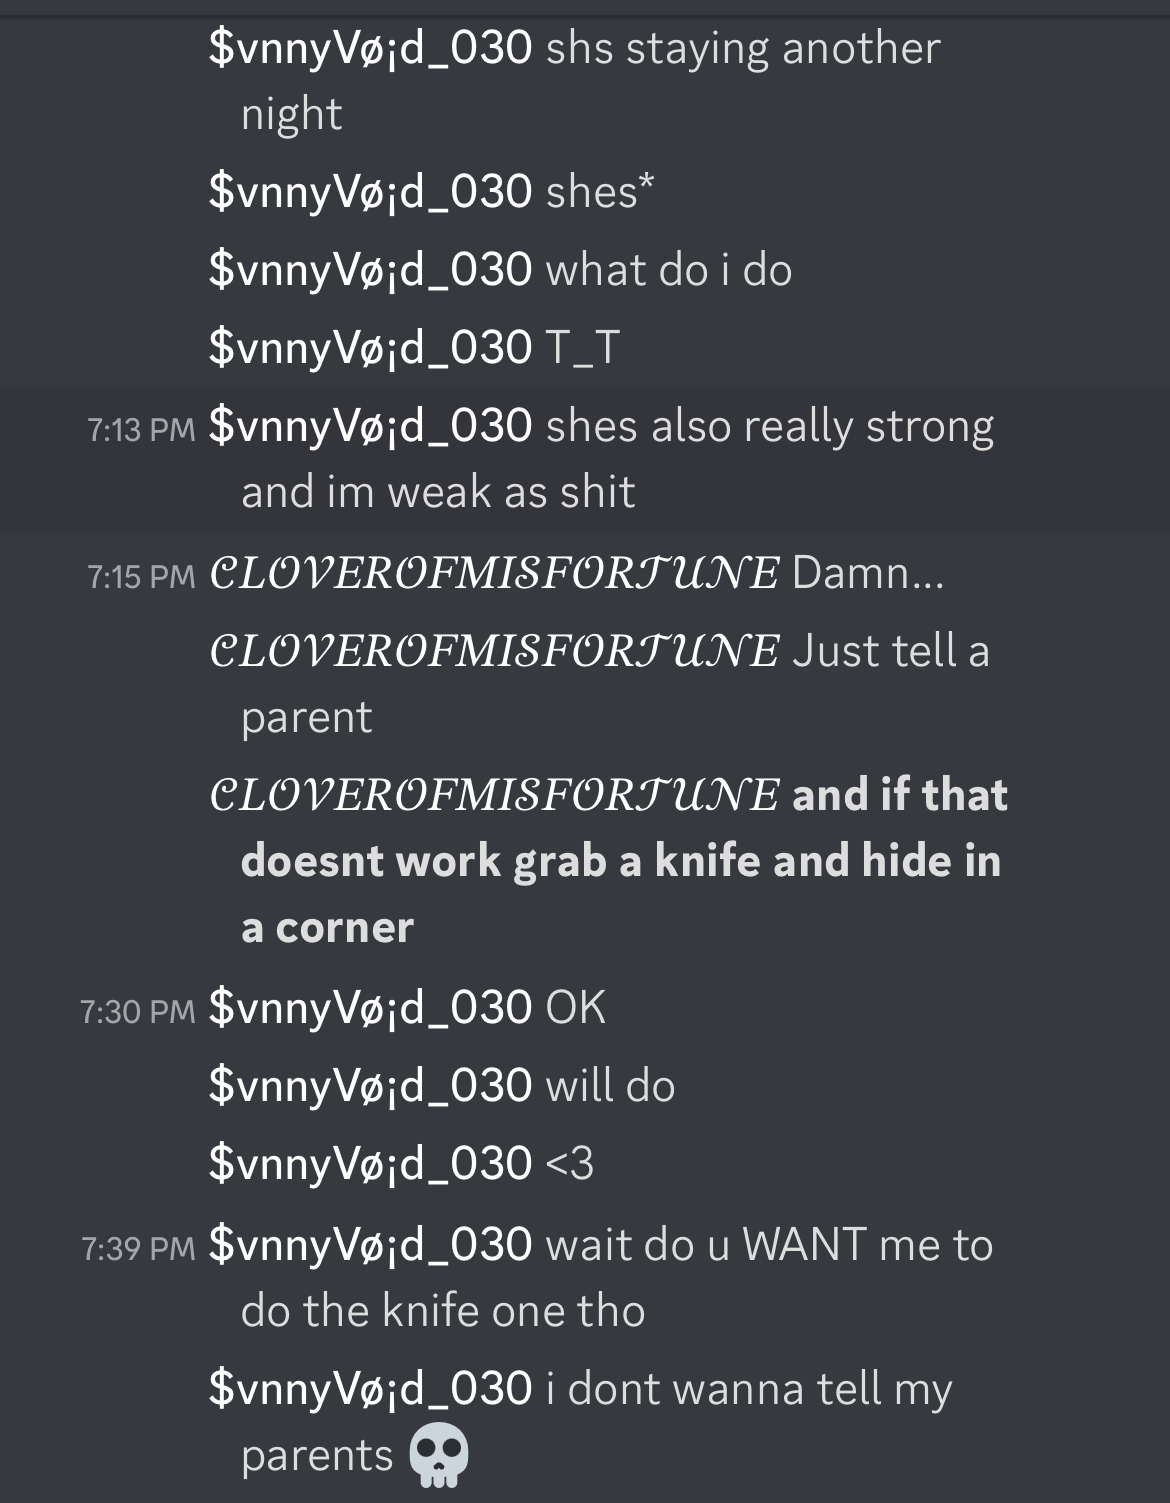 $vnnyVø¡d_030 shs staying another
night
$vnnyVø¡d_030 shes*
$vnnyVø¡d_030 what do i do
$vnnyVø¡d_030 T_T
7:13 PM $vnnyVø¡d_030 shes also really strong
and im weak as shit
7:15 PM 𝒞𝐿𝒪𝒱𝐸𝑅𝒪𝐹𝑀𝐼𝒮𝐹𝒪𝑅𝒯𝒰𝒩𝐸 Damn...
𝒞𝐿𝒪𝒱𝐸𝑅𝒪𝐹𝑀𝐼𝒮𝐹𝒪𝑅𝒯𝒰𝒩𝐸 Just tell a
parent
𝒞𝐿𝒪𝒱𝐸𝑅𝒪𝐹𝑀𝐼𝒮𝐹𝒪𝑅𝒯𝒰𝒩𝐸 and if that
doesnt work grab a knife and hide in
a corner
7:30 PM $vnnyVø¡d_030 OK
$vnnyVø¡d_030 will do
$vnnyVø¡d_030 <3
7:39 PM $vnnyVø¡d_030 wait do u WANT me to
do the knife one tho
$vnnyVø¡d_030 i dont wanna tell my
parents 💀